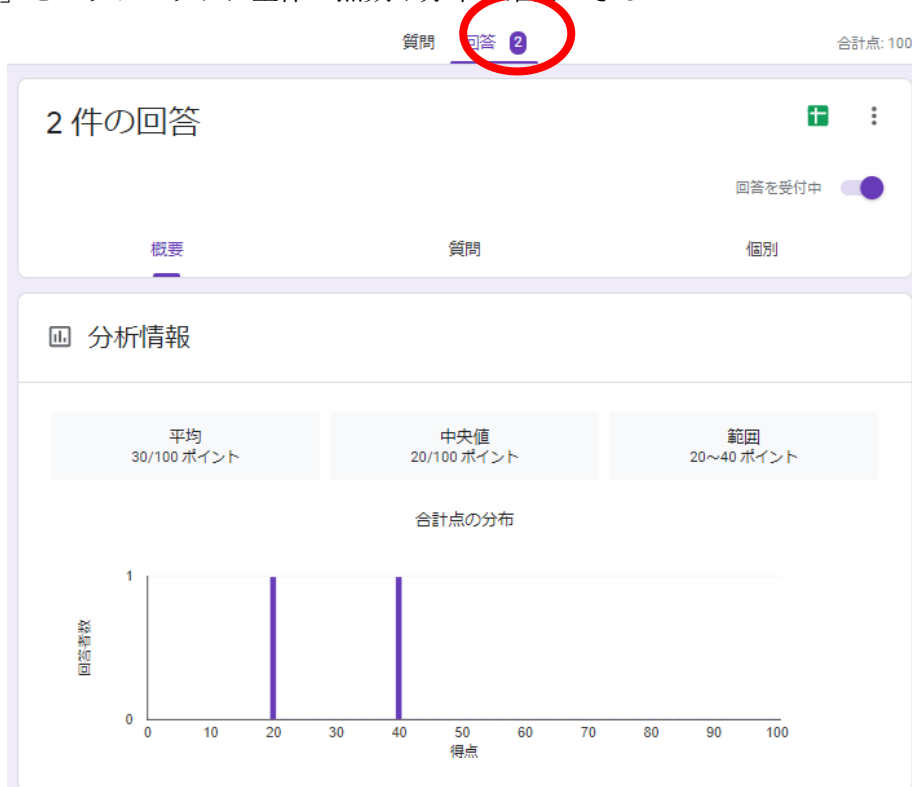 質問 回答 2 合計点: 100
2 件の回答
回答を受付中
概要 質問 個別
分析情報
平均 中央値 範囲
30/100 ポイント 20/100 ポイント 20～40 ポイント
合計点の分布
1
回答者数
0
0 10 20 30 40 50 60 70 80 90 100
得点